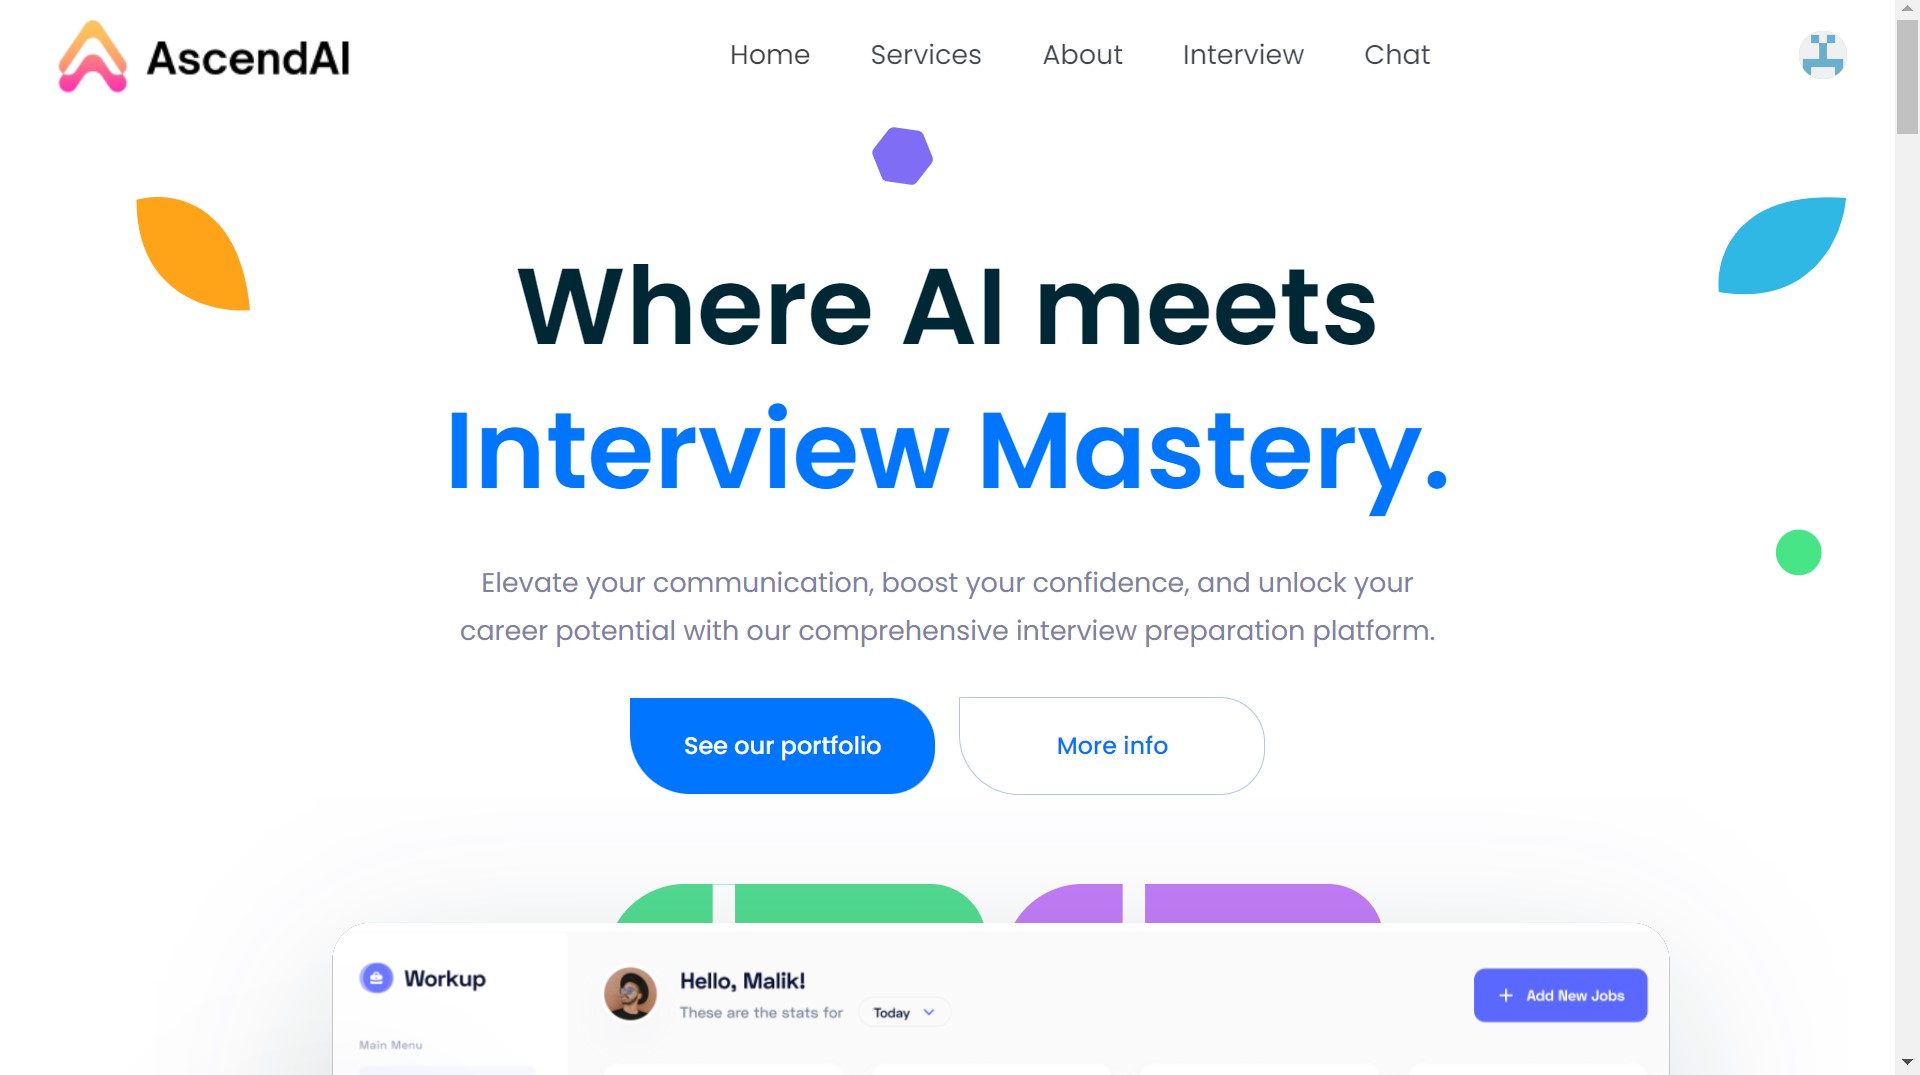 AscendAI
Home
Services
About
Interview
Chat
Where AI meets
Interview Mastery.
Elevate your communication, boost your confidence, and unlock your
career potential with our comprehensive interview preparation platform.
See our portfolio
More info
Workup
Hello, Malik!
These are the stats for
Today
+ Add New Jobs
Main Menu